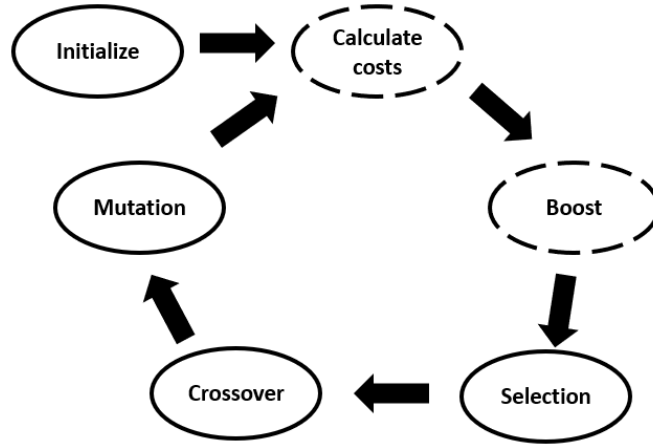 Initialize
Calculate
costs
Boost
Selection
Crossover
Mutation